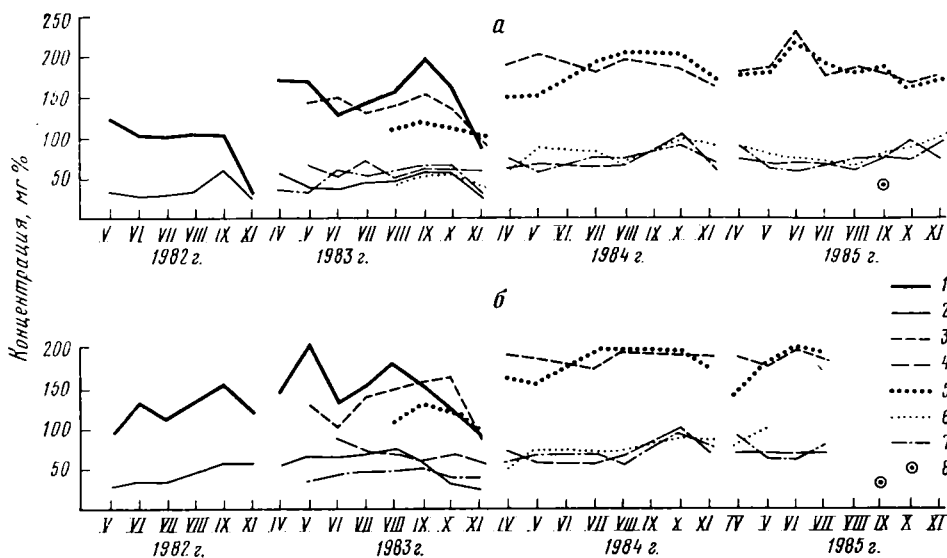 Концентрация, мг %
а
250
200
150
100
50
V VI VII VIII IX XI IV V VI VII VIII IX X XI IV V VI VII VIII IX X XI IV V VI VII VIII IX X XI
1982 г. 1983 г. 1984 г. 1985 г.
б
200
150
100
50
V VI VII VIII IX XI IV V VI VII VIII IX X XI IV V VI VII VIII IX X XI IV V VI VII VIII IX X XI
1982 г. 1983 г. 1984 г. 1985 г.
1
2
3
4
5
6
7
8